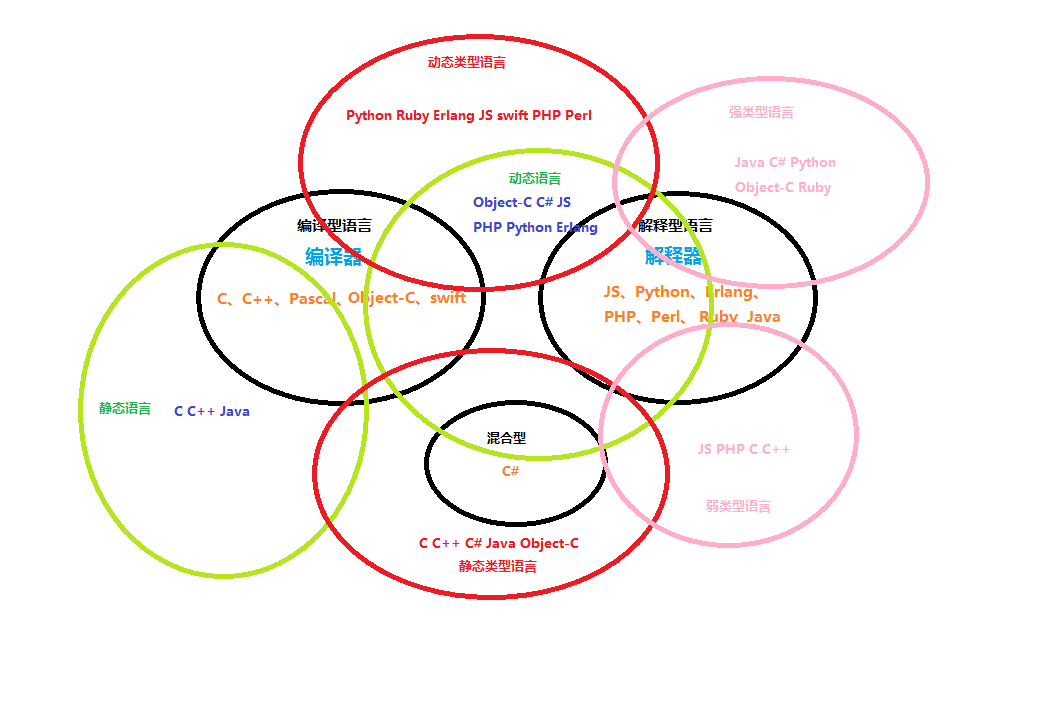 动态类型语言
Python Ruby Erlang JS swift PHP Perl
强类型语言
Java C# Python
Object-C Ruby
动态语言
Object-C C# JS
PHP Python Erlang
编译型语言
编译器
C、C++、Pascal、Object-C、swift
解释型语言
解释器
JS、Python、Erlang、
PHP、Perl、 Ruby Java
静态语言
C C++ Java
混合型
C#
JS PHP C C++
弱类型语言
C C++ C# Java Object-C
静态类型语言